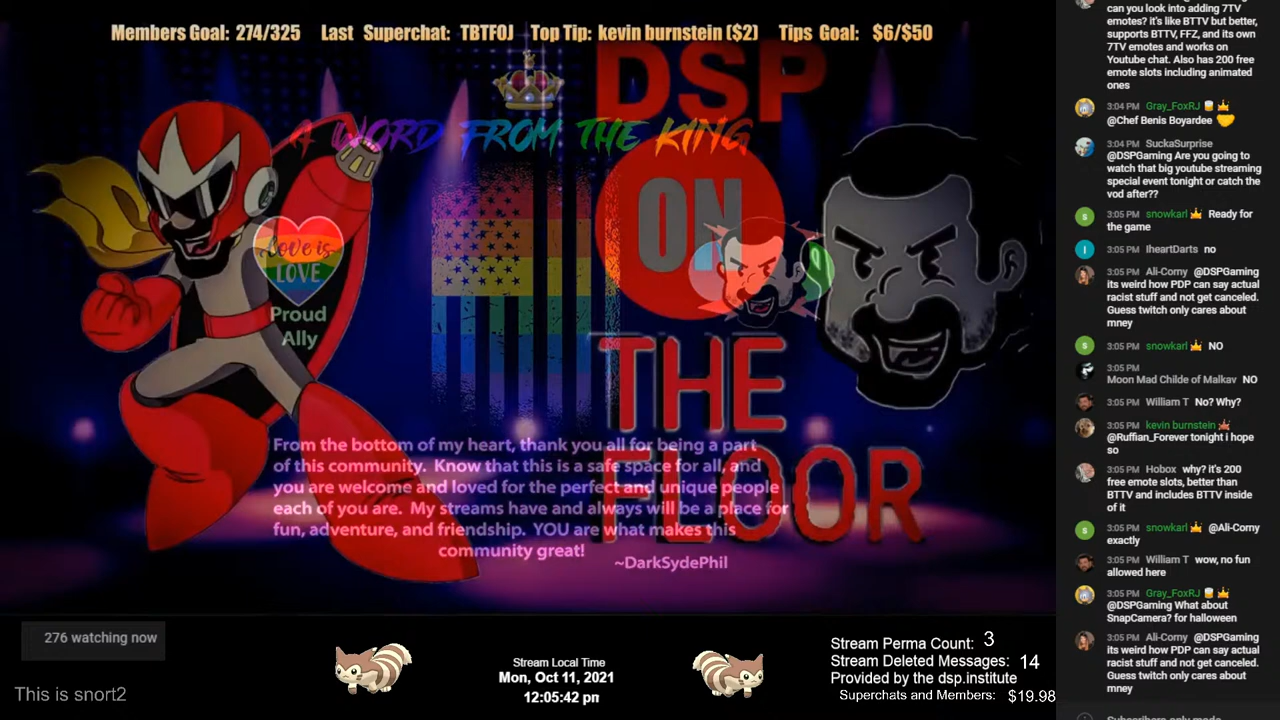 Members Goal: 274/325 Last Superchat: TBTFOJ Top Tip: kevin burnstein ($2) Tips Goal: $6/$50
DSP
A WORD FROM THE KING
ON
THE
FLOOR
Love is
LOVE
Proud
Ally
From the bottom of my heart, thank you all for being a part
of this community. Know that this is a safe space for all, and
you are welcome and loved for the perfect and unique people
each of you are. My streams have and always will be a place for
fun, adventure, and friendship. YOU are what makes this
community great!
~DarkSydePhil
276 watching now
This is snort2
Stream Local Time
Mon, Oct 11, 2021
12:05:42 pm
Stream Perma Count: 3
Stream Deleted Messages: 14
Provided by the dsp.institute
Superchats and Members: $19.98
can you look into adding 7TV
emotes? it's like BTTV but better,
supports BTTV, FFZ, and its own
7TV emotes and works on
Youtube chat. Also has 200 free
emote slots including animated
ones
3:04 PM Gray_FoxRJ
@Chef Benis Boyardee
3:04 PM SuckaSurprise
@DSPGaming Are you going to
watch that big youtube streaming
special event tonight or catch the
vod after??
3:05 PM snowkarl Ready for
the game
3:05 PM IheartDarts no
3:05 PM Ali-Corny @DSPGaming
its weird how PDP can say actual
racist stuff and not get canceled.
Guess twitch only cares about
mney
3:05 PM snowkarl NO
3:05 PM
Moon Mad Childe of Malkav NO
3:05 PM William T No? Why?
3:05 PM kevin burnstein
@Ruffian_Forever tonight i hope
so
3:05 PM Hobox why? it's 200
free emote slots, better than
BTTV and includes BTTV inside
of it
3:05 PM snowkarl @Ali-Corny
exactly
3:05 PM William T wow, no fun
allowed here
3:05 PM Gray_FoxRJ
@DSPGaming What about
SnapCamera? for halloween
3:05 PM Ali-Corny @DSPGaming
its weird how PDP can say actual
racist stuff and not get canceled.
Guess twitch only cares about
mney